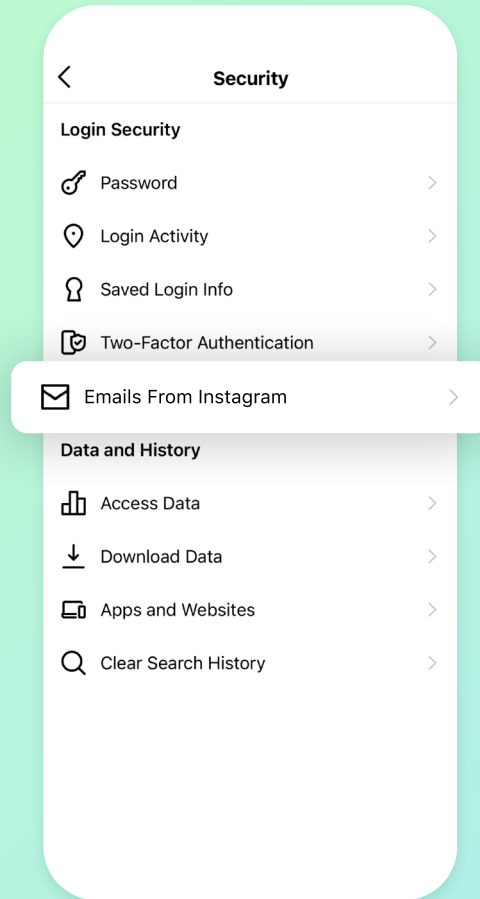 Security
Login Security
Password
Login Activity
Saved Login Info
Two-Factor Authentication
Emails From Instagram
Data and History
Access Data
Download Data
Apps and Websites
Clear Search History